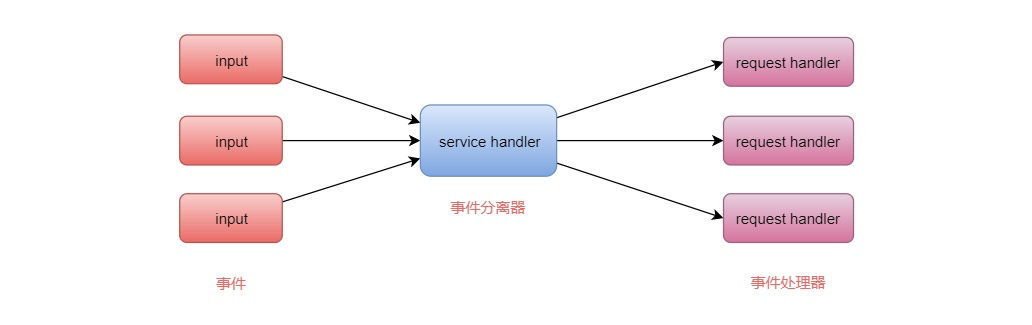 input
request handler
input
service handler
request handler
事件分离器
input
request handler
事件
事件处理器